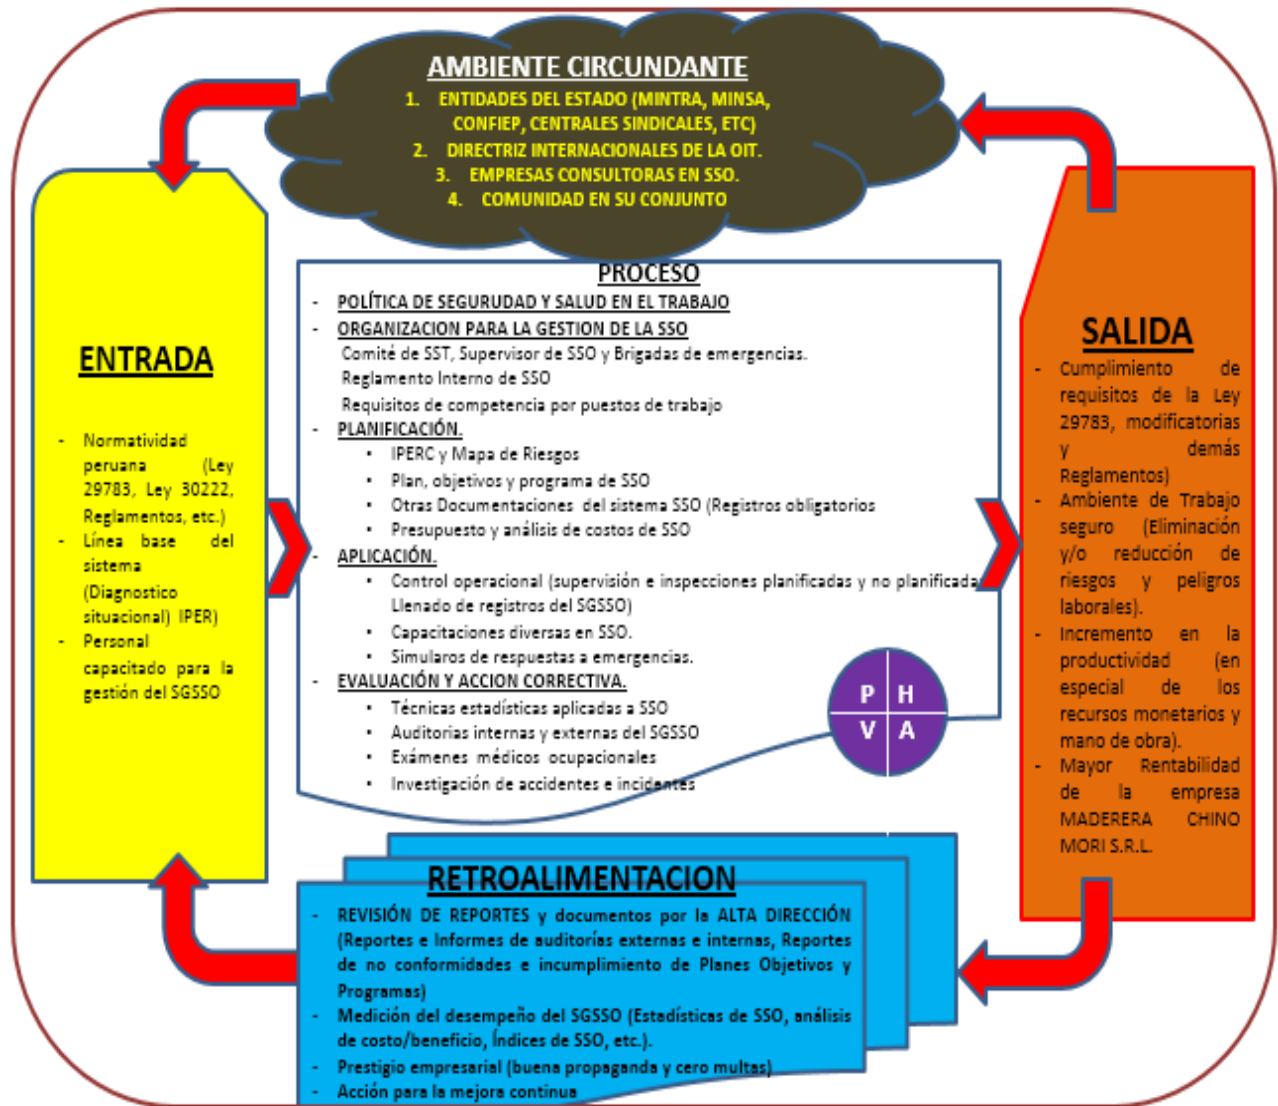 AMBIENTE CIRCUNDANTE
1. ENTIDADES DEL ESTADO (MINTRA, MINSA,
CONFIEP, CENTRALES SINDICALES, ETC)
2. DIRECTRIZ INTERNACIONALES DE LA OIT.
3. EMPRESAS CONSULTORAS EN SSO.
4. COMUNIDAD EN SU CONJUNTO
ENTRADA
- Normatividad
peruana (Ley
29783, Ley 30222,
Reglamentos, etc.)
- Línea base del
sistema
(Diagnostico
situacional) IPER)
- Personal
capacitado para la
gestión del SGSSO
PROCESO
- POLÍTICA DE SEGURUDAD Y SALUD EN EL TRABAJO
- ORGANIZACION PARA LA GESTION DE LA SSO
Comité de SST, Supervisor de SSO y Brigadas de emergencias.
Reglamento Interno de SSO
Requisitos de competencia por puestos de trabajo
- PLANIFICACIÓN.
• IPERC y Mapa de Riesgos
• Plan, objetivos y programa de SSO
• Otras Documentaciones del sistema SSO (Registros obligatorios
• Presupuesto y análisis de costos de SSO
- APLICACIÓN.
• Control operacional (supervisión e inspecciones planificadas y no planificada
Llenado de registros del SGSSO)
• Capacitaciones diversas en SSO.
• Simularos de respuestas a emergencias.
- EVALUACIÓN Y ACCION CORRECTIVA.
• Técnicas estadísticas aplicadas a SSO
• Auditorias internas y externas del SGSSO
• Exámenes médicos ocupacionales
• Investigación de accidentes e incidentes
P H
V A
SALIDA
- Cumplimiento de
requisitos de la Ley
29783, modificatorias
y demás
Reglamentos)
- Ambiente de Trabajo
seguro (Eliminación
y/o reducción de
riesgos y peligros
laborales).
- Incremento en la
productividad (en
especial de los
recursos monetarios y
mano de obra).
- Mayor Rentabilidad
de la empresa
MADERERA CHINO
MORI S.R.L.
RETROALIMENTACION
- REVISIÓN DE REPORTES y documentos por la ALTA DIRECCIÓN
(Reportes e Informes de auditorías externas e internas, Reportes
de no conformidades e incumplimiento de Planes Objetivos y
Programas)
- Medición del desempeño del SGSSO (Estadísticas de SSO, análisis
de costo/beneficio, Índices de SSO, etc.).
- Prestigio empresarial (buena propaganda y cero multas)
- Acción para la mejora continua